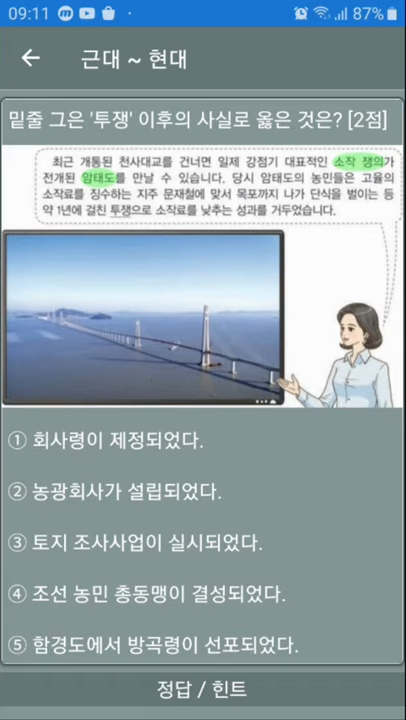 09:11 87%
근대 ~ 현대
밑줄 그은 '투쟁' 이후의 사실로 옳은 것은? [2점]
최근 개통된 천사대교를 건너면 일제 강점기 대표적인 소작 쟁의가
전개된 암태도를 만날 수 있습니다. 당시 암태도의 농민들은 고율의
소작료를 징수하는 지주 문재철에 맞서 목포까지 나가 단식을 벌이는 등
약 1년에 걸친 투쟁으로 소작료를 낮추는 성과를 거두었습니다.
① 회사령이 제정되었다.
② 농광회사가 설립되었다.
③ 토지 조사사업이 실시되었다.
④ 조선 농민 총동맹이 결성되었다.
⑤ 함경도에서 방곡령이 선포되었다.
정답 / 힌트